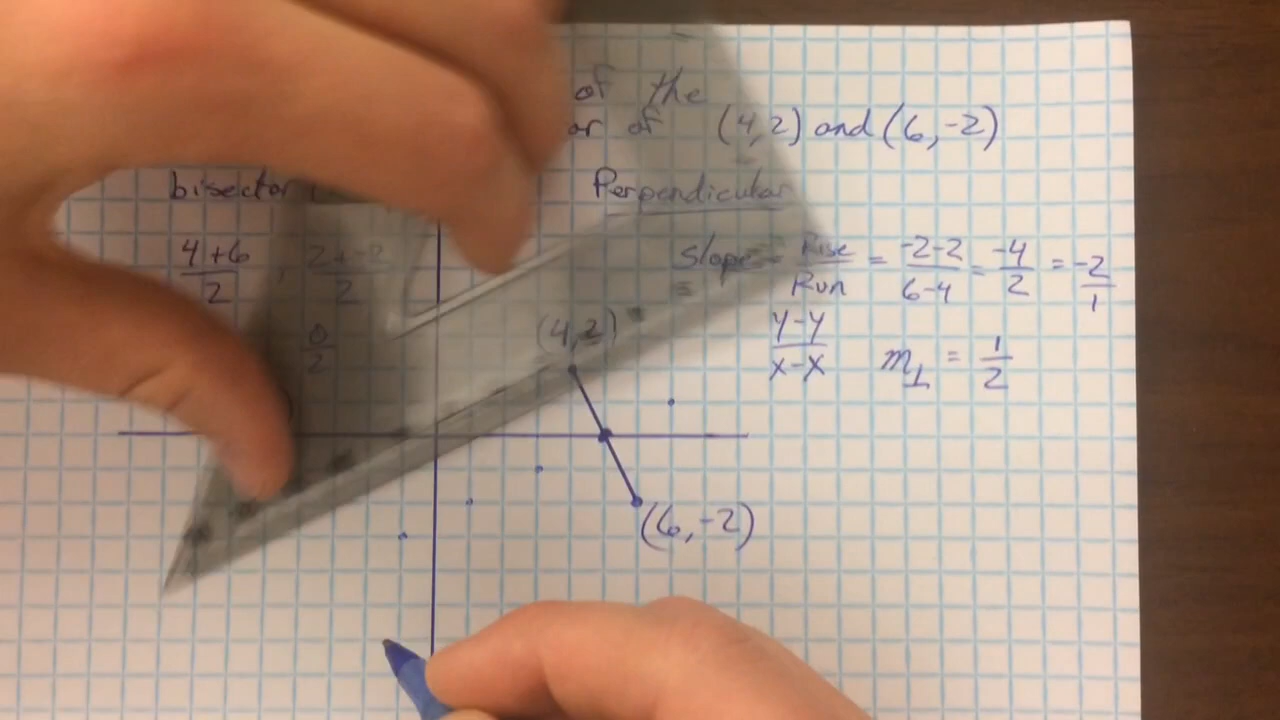 of the
or of (4,2) and (6,-2)
bisector Perpendicular
4+6/2 , 2+-2/2 slope = Rise/Run = -2-2/6-4 = -4/2 = -2/1
0/2 = y-y/x-x m⊥ = 1/2
(4,2)
(6,-2)